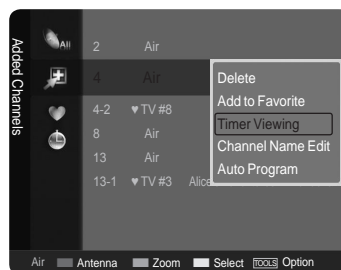 Added Channels
All
2 Air
4 Air
4-2 ♥ TV #8
8 Air
13 Air
13-1 ♥ TV #3 Alice
Delete
Add to Favorite
Timer Viewing
Channel Name Edit
Auto Program
Air Antenna Zoom Select TOOLS Option